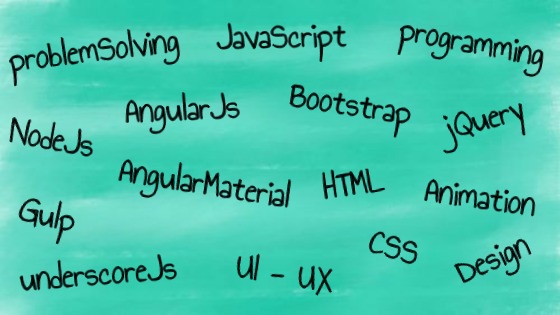 problemSolving JavaScript Programming
AngularJs Bootstrap jQuery
NodeJs
AngularMaterial HTML Animation
Gulp
CSS
underscoreJs UI - UX Design